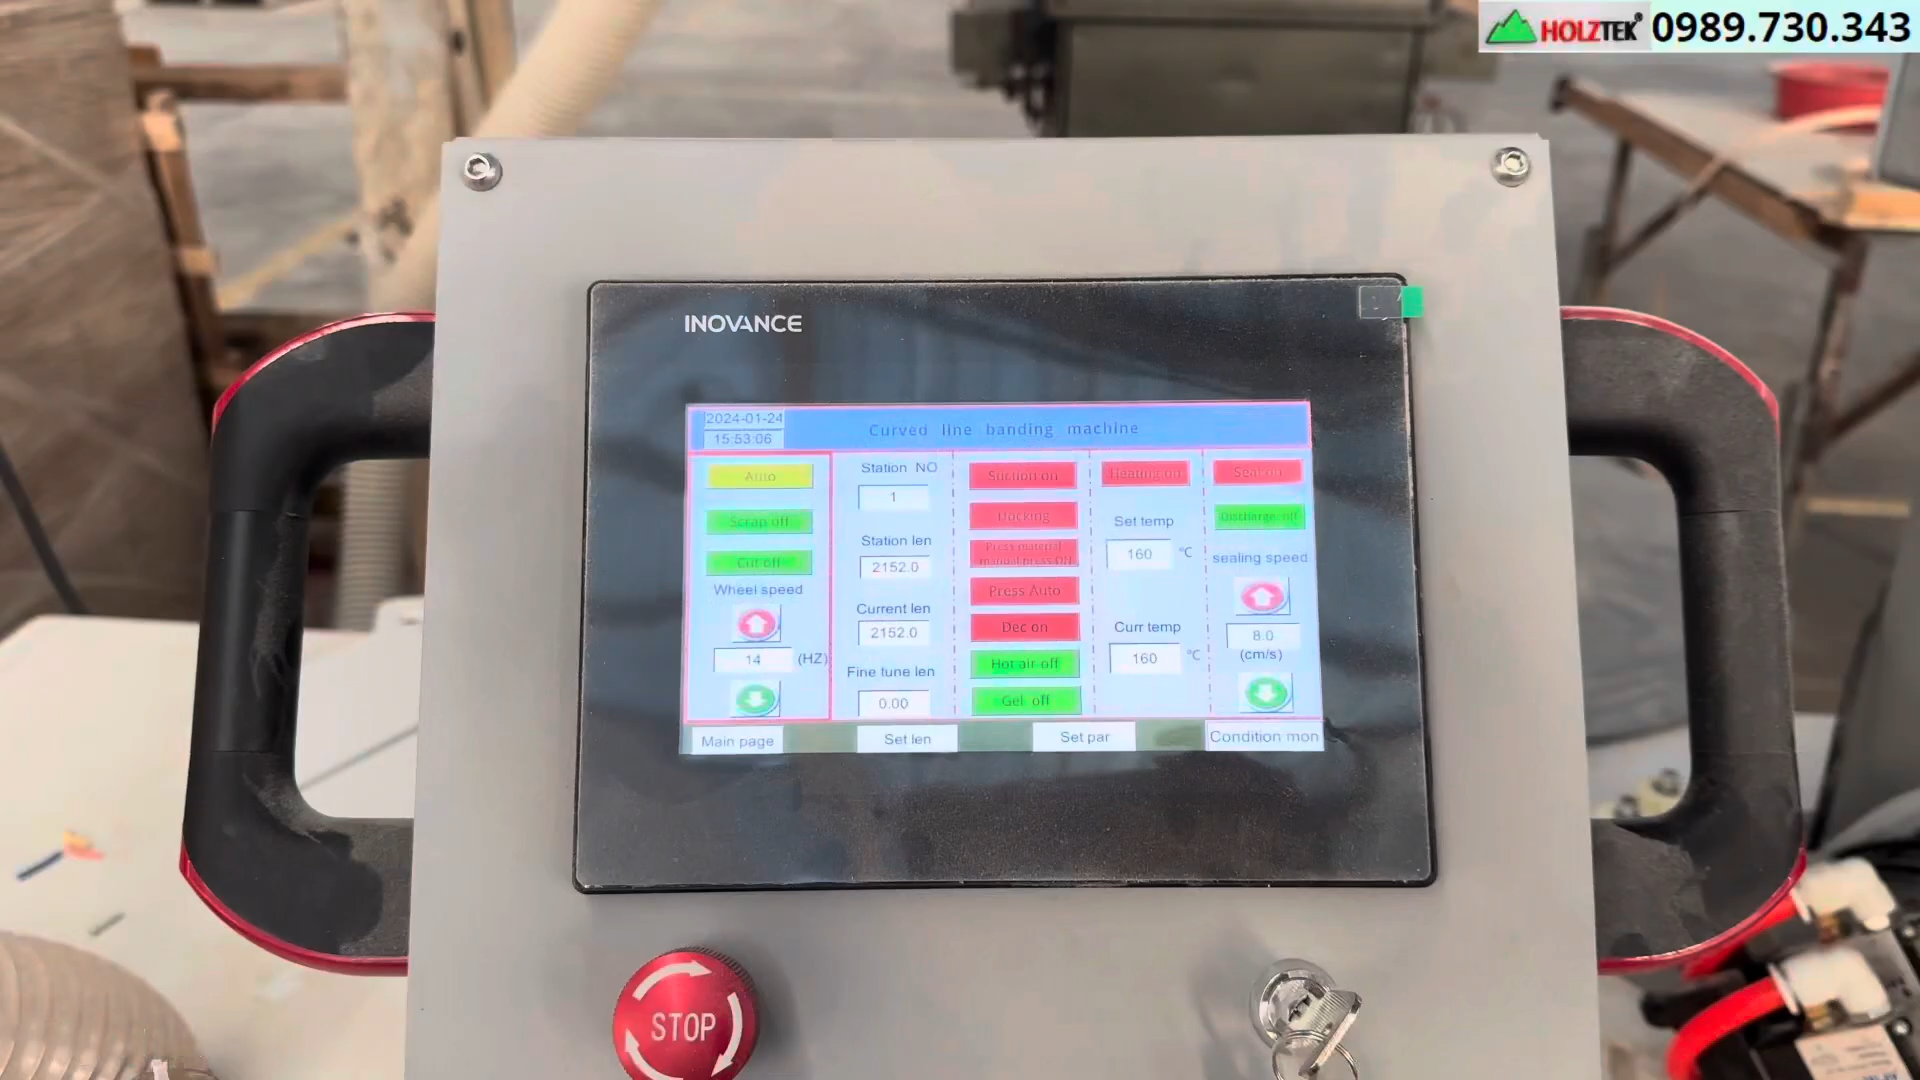 HOLZTEK® 0989.730.343
INOVANCE
2024-01-24
15:53:06
Curved line banding machine
Auto
Scrap off
Cut off
Wheel speed
14 (HZ)
Station NO
1
Station len
2152.0
Current len
2152.0
Fine tune len
0.00
Suction on
Docking
Press material
manual press ON
Press Auto
Dec on
Hot air off
Gel off
Heating on
Set temp
160 °C
Curr temp
160 °C
Discharge off
sealing speed
8.0
(cm/s)
Main page
Set len
Set par
Condition mon
STOP